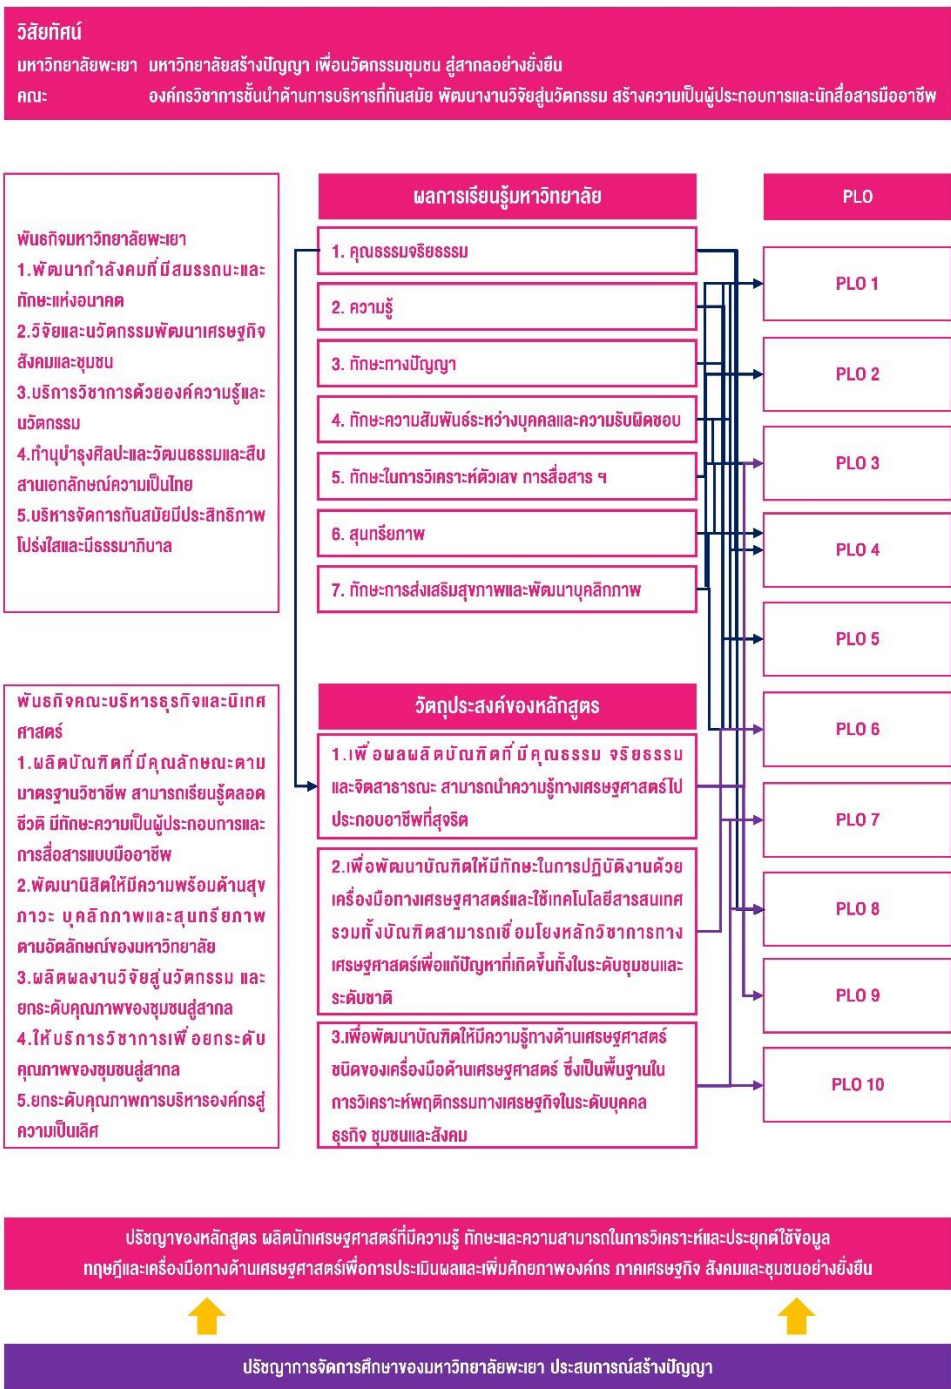 วิสัยทัศน์
มหาวิทยาลัยพะเยา มหาวิทยาลัยสร้างปัญญา เพื่อนวัตกรรมชุมชน สู่สากลอย่างยั่งยืน
คณะ องค์กรวิชาการชั้นนำด้านการบริหารที่ทันสมัย พัฒนางานวิจัยสู่นวัตกรรม สร้างความเป็นผู้ประกอบการและนักสื่อสารมืออาชีพ
พันธกิจมหาวิทยาลัยพะเยา
1.พัฒนากำลังคนที่มีสมรรถนะและ
ทักษะแห่งอนาคต
2.วิจัยและนวัตกรรมพัฒนาเศรษฐกิจ
สังคมและชุมชน
3.บริการวิชาการด้วยองค์ความรู้และ
นวัตกรรม
4.ทำนุบำรุงศิลปะและวัฒนธรรมและสืบ
สานเอกลักษณ์ความเป็นไทย
5.บริหารจัดการทันสมัยมีประสิทธิภาพ
โปร่งใสและมีธรรมาภิบาล
พันธกิจคณะบริหารธุรกิจและนิเทศ
ศาสตร์
1.ผลิตบัณฑิตที่มีคุณลักษณะตาม
มาตรฐานวิชาชีพ สามารถเรียนรู้ตลอด
ชีวติ มีทักษะความเป็นผู้ประกอบการและ
การสื่อสารแบบมืออาชีพ
2.พัฒนานิสิตให้มีความพร้อมด้านสุข
ภาวะ บุคลิกภาพและสุนทรียภาพ
ตามอัตลักษณ์ของมหาวิทยาลัย
3.ผลิตผลงานวิจัยสู่นวัตกรรม และ
ยกระดับคุณภาพของชุมชนสู่สากล
4.ให้บริการวิชาการเพื่อยกระดับ
คุณภาพของชุมชนสู่สากล
5.ยกระดับคุณภาพการบริหารองค์กรสู่
ความเป็นเลิศ
ผลการเรียนรู้มหาวิทยาลัย
1. คุณธรรมจริยธรรม
2. ความรู้
3. ทักษะทางปัญญา
4. ทักษะความสัมพันธ์ระหว่างบุคคลและความรับผิดชอบ
5. ทักษะในการวิเคราะห์ตัวเลข การสื่อสาร ฯ
6. สุนทรียภาพ
7. ทักษะการส่งเสริมสุขภาพและพัฒนาบุคลิกภาพ
วัตถุประสงค์ของหลักสูตร
1.เพื่อผลผลิตบัณฑิตที่มีคุณธรรม จริยธรรม
และจิตสาธารณะ สามารถนำความรู้ทางเศรษฐศาสตร์ไป
ประกอบอาชีพที่สุจริต
2.เพื่อพัฒนาบัณฑิตให้มีทักษะในการปฏิบัติงานด้วย
เครื่องมือทางเศรษฐศาสตร์และใช้เทคโนโลยีสารสนเทศ
รวมทั้งบัณฑิตสามารถเชื่อมโยงหลักวิชาการทาง
เศรษฐศาสตร์เพื่อแก้ปัญหาที่เกิดขึ้นทั้งในระดับชุมชนและ
ระดับชาติ
3.เพื่อพัฒนาบัณฑิตให้มีความรู้ทางด้านเศรษฐศาสตร์
ชนิดของเครื่องมือด้านเศรษฐศาสตร์ ซึ่งเป็นพื้นฐานใน
การวิเคราะห์พฤติกรรมทางเศรษฐกิจในระดับบุคคล
ธุรกิจ ชุมชนและสังคม
PLO
PLO 1
PLO 2
PLO 3
PLO 4
PLO 5
PLO 6
PLO 7
PLO 8
PLO 9
PLO 10
ปรัชญาของหลักสูตร ผลิตนักเศรษฐศาสตร์ที่มีความรู้ ทักษะและความสามารถในการวิเคราะห์และประยุกต์ใช้ข้อมูล
ทฤษฎีและเครื่องมือทางด้านเศรษฐศาสตร์เพื่อการประเมินผลและเพิ่มศักยภาพองค์กร ภาคเศรษฐกิจ สังคมและชุมชนอย่างยั่งยืน
ปรัชญาการจัดการศึกษาของมหาวิทยาลัยพะเยา ประสบการณ์สร้างปัญญา